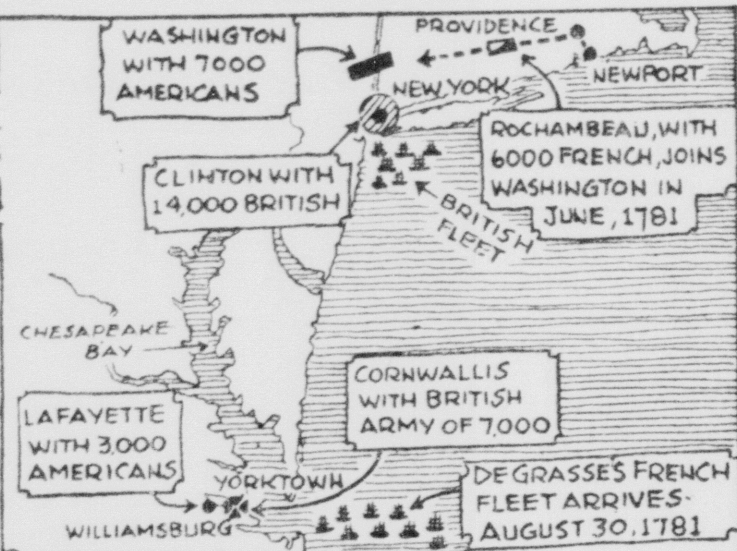 WASHINGTON
WITH 7000
AMERICANS
PROVIDENCE
NEWPORT
NEW YORK
ROCHAMBEAU, WITH
6000 FRENCH, JOINS
WASHINGTON IN
JUNE, 1781
CLINTON WITH
14,000 BRITISH
BRITISH
FLEET
CHESAPEAKE
BAY
CORNWALLIS
WITH BRITISH
ARMY OF 7,000
LAFAYETTE
WITH 3,000
AMERICANS
YORKTOWN
WILLIAMSBURG
DE GRASSE'S FRENCH
FLEET ARRIVES-
AUGUST 30, 1781